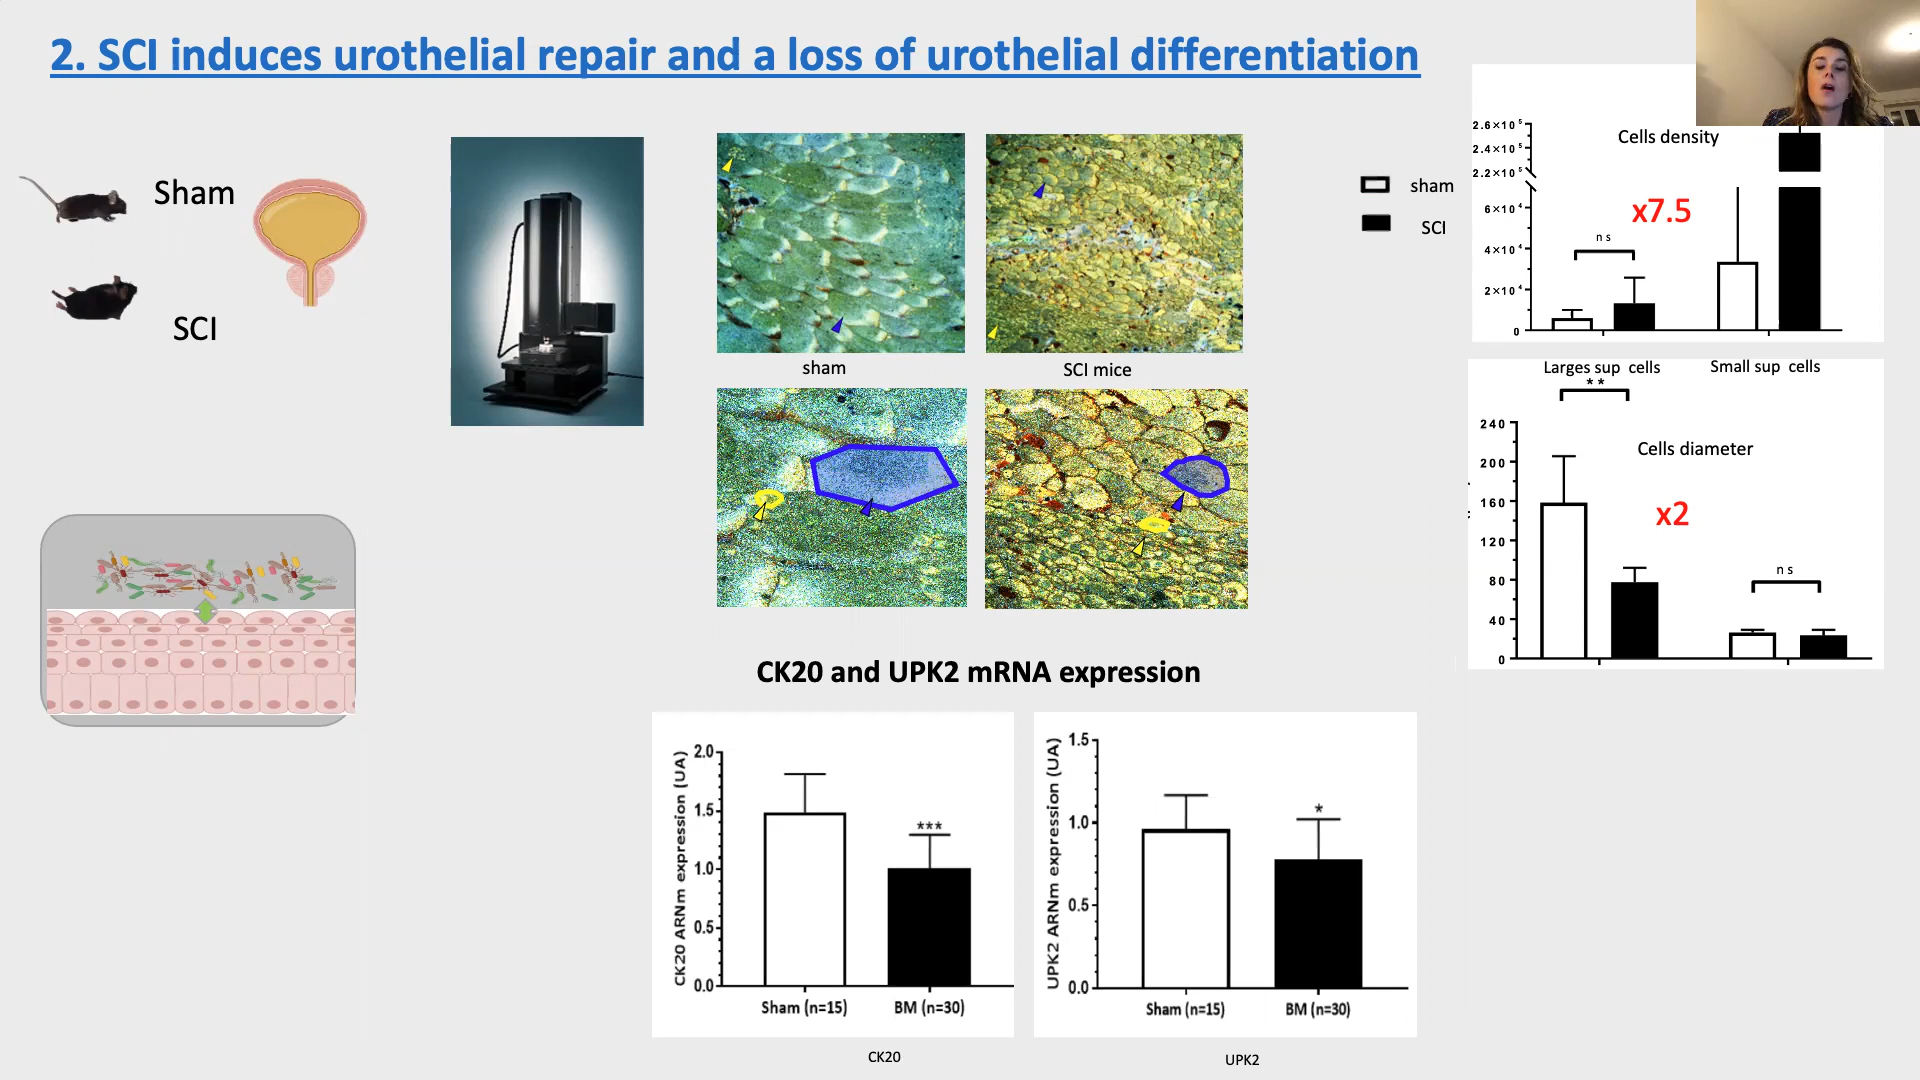 2. SCI induces urothelial repair and a loss of urothelial differentiation
Sham
SCI
sham
SCI mice
sham
SCI
Cells density
2.6×10⁵
2.4×10⁵
2.2×10⁵
6×10⁴
4×10⁴
2×10⁴
0
x7.5
ns
Larges sup cells
Small sup cells
**
Cells diameter
240
200
160
120
80
40
0
x2
ns
CK20 and UPK2 mRNA expression
CK20 ARNm expression (UA)
2.0
1.5
1.0
0.5
0.0
***
Sham (n=15)
BM (n=30)
CK20
UPK2 ARNm expression (UA)
1.5
1.0
0.5
0.0
*
Sham (n=15)
BM (n=30)
UPK2